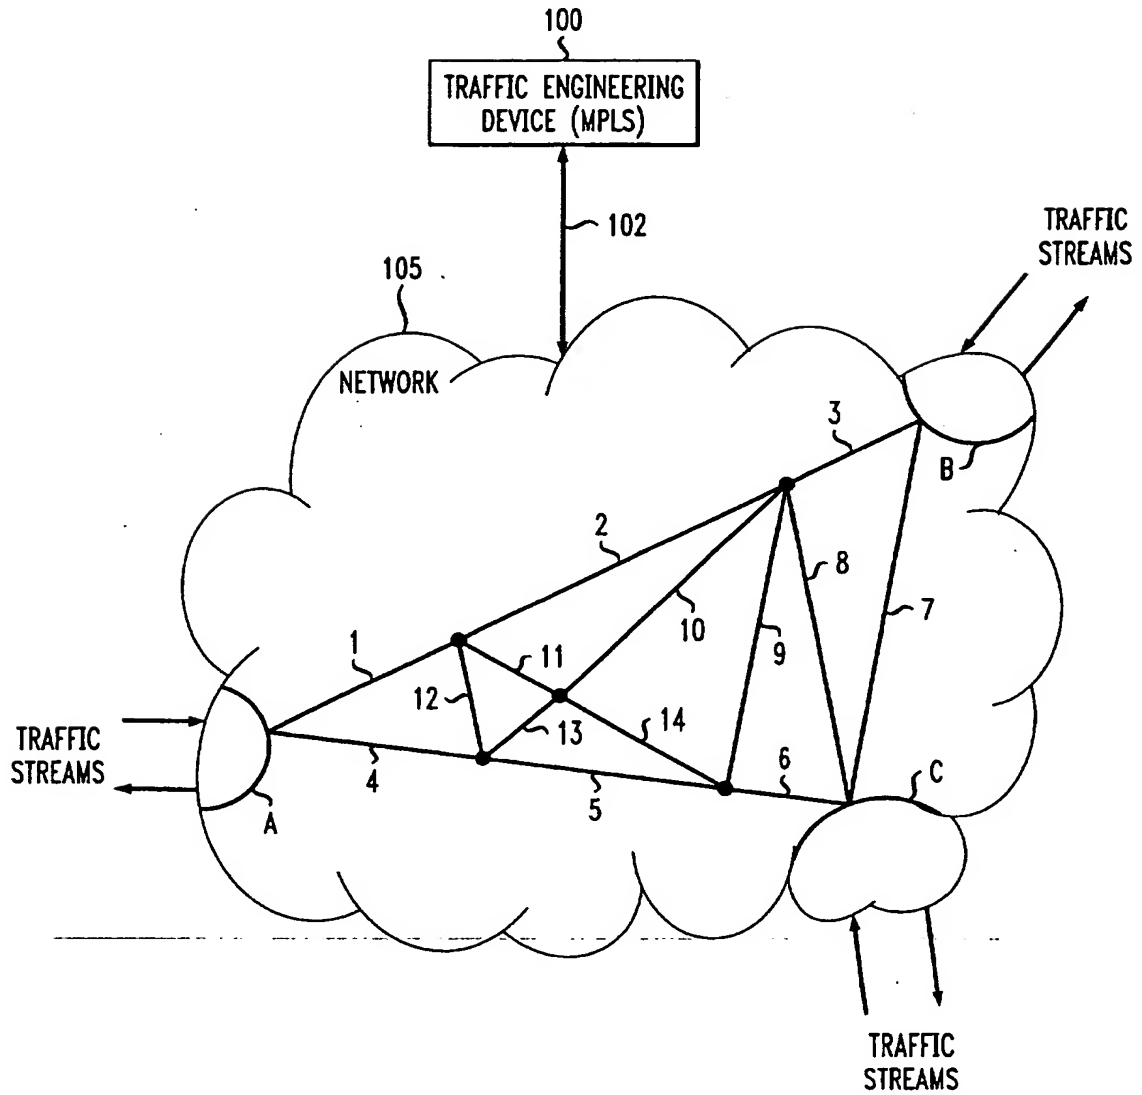 100
TRAFFIC ENGINEERING
DEVICE (MPLS)
102
TRAFFIC
STREAMS
105
NETWORK
3
B
2
8
10
7
9
1
11
12
13
14
TRAFFIC
STREAMS
4
5
6
C
A
TRAFFIC
STREAMS